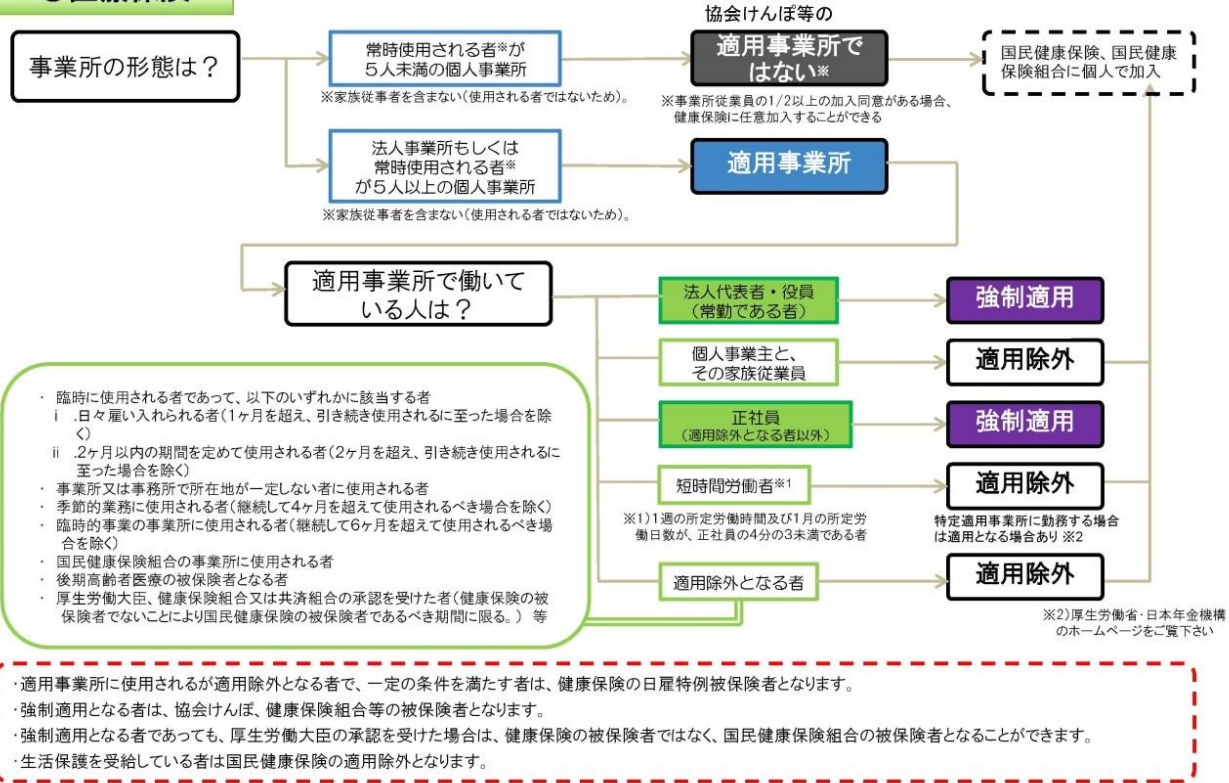 事業所の形態は？
常時使用される者※が
５人未満の個人事業所
※家族従事者を含まない（使用される者ではないため）。
協会けんぽ等の
適用事業所で
はない※
※事業所従業員の1/2以上の加入同意がある場合、
健康保険に任意加入することができる
国民健康保険、国民健康
保険組合に個人で加入
法人事業所もしくは
常時使用される者※
が５人以上の個人事業所
※家族従事者を含まない（使用される者ではないため）。
適用事業所
適用事業所で働いて
いる人は？
法人代表者・役員
（常勤である者）
強制適用
個人事業主と、
その家族従業員
適用除外
正社員
（適用除外となる者以外）
強制適用
短時間労働者※1
適用除外
※1）1週の所定労働時間及び1月の所定労
働日数が、正社員の4分の3未満である者
特定適用事業所に勤務する場合
は適用となる場合あり ※2
適用除外となる者
適用除外
※2）厚生労働省・日本年金機構
のホームページをご覧下さい
・ 臨時に使用される者であって、以下のいずれかに該当する者
ⅰ .日々雇い入れられる者（1ヶ月を超え、引き続き使用されるに至った場合を除
く）
ⅱ .2ヶ月以内の期間を定めて使用される者（2ヶ月を超え、引き続き使用されるに
至った場合を除く）
・ 事業所又は事務所で所在地が一定しない者に使用される者
・ 季節的業務に使用される者（継続して4ヶ月を超えて使用されるべき場合を除く）
・ 臨時的事業の事業所に使用される者（継続して6ヶ月を超えて使用されるべき場
合を除く）
・ 国民健康保険組合の事業所に使用される者
・ 後期高齢者医療の被保険者となる者
・ 厚生労働大臣、健康保険組合又は共済組合の承認を受けた者（健康保険の被
保険者でないことにより国民健康保険の被保険者であるべき期間に限る。） 等
・適用事業所に使用されるが適用除外となる者で、一定の条件を満たす者は、健康保険の日雇特例被保険者となります。
・強制適用となる者は、協会けんぽ、健康保険組合等の被保険者となります。
・強制適用となる者であっても、厚生労働大臣の承認を受けた場合は、健康保険の被保険者ではなく、国民健康保険組合の被保険者となることができます。
・生活保護を受給している者は国民健康保険の適用除外となります。